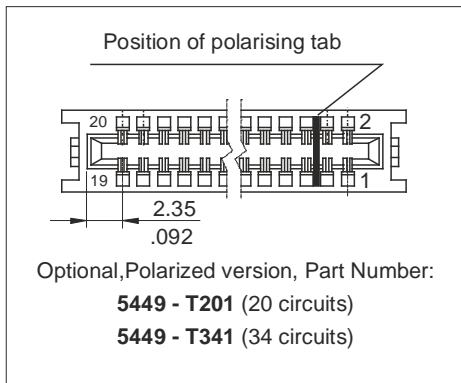 Position of polarising tab
20 2
19 1
2.35
.092
Optional,Polarized version, Part Number:
5449 - T201 (20 circuits)
5449 - T341 (34 circuits)